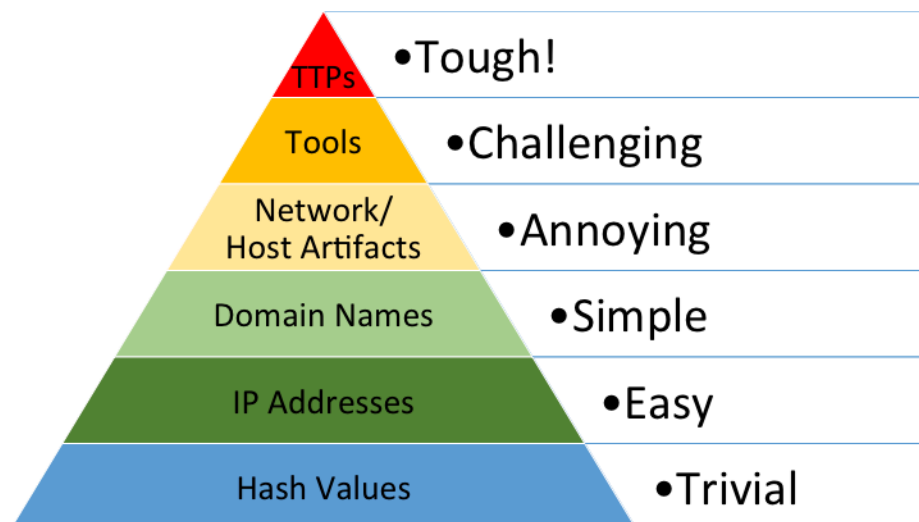 TTPs
•Tough!
Tools
•Challenging
Network/
Host Artifacts
•Annoying
Domain Names
•Simple
IP Addresses
•Easy
Hash Values
•Trivial